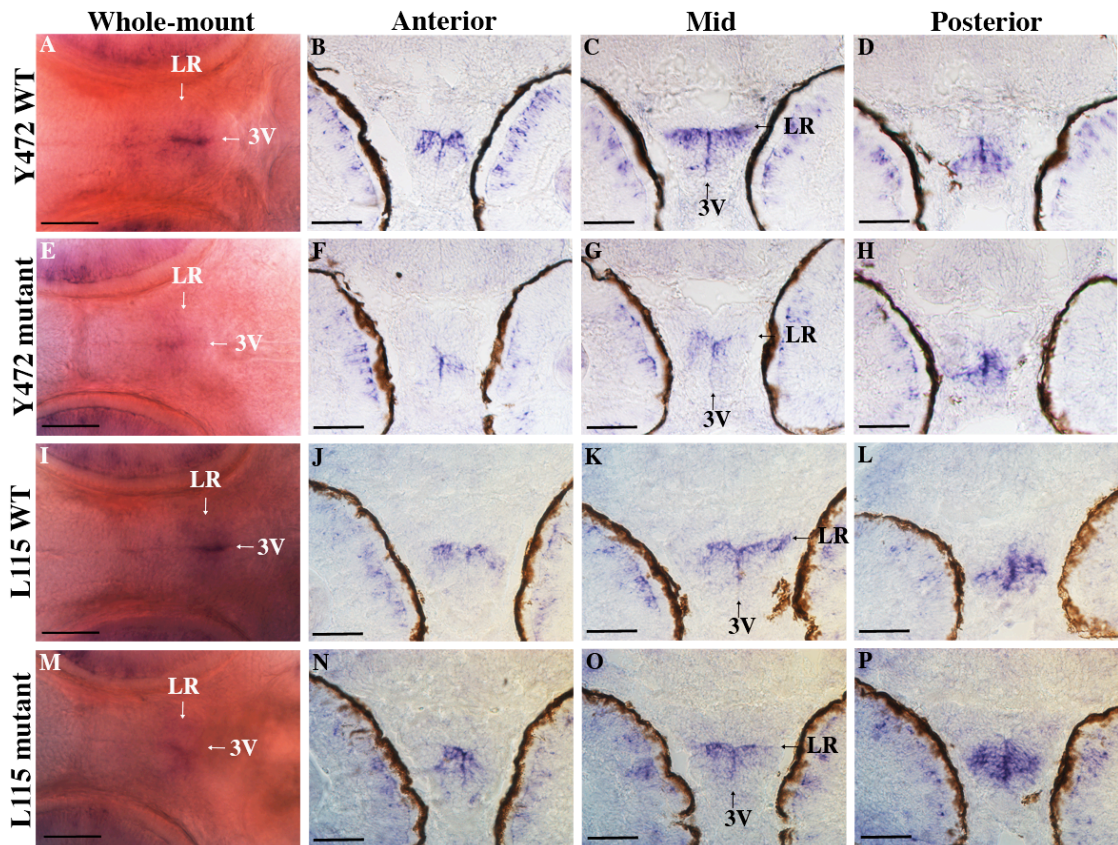 Whole-mount Anterior Mid Posterior
Y472 WT
A LR 3V
B
C LR 3V
D
Y472 mutant
E LR 3V
F
G LR 3V
H
L115 WT
I LR 3V
J
K LR 3V
L
L115 mutant
M LR 3V
N
O LR 3V
P